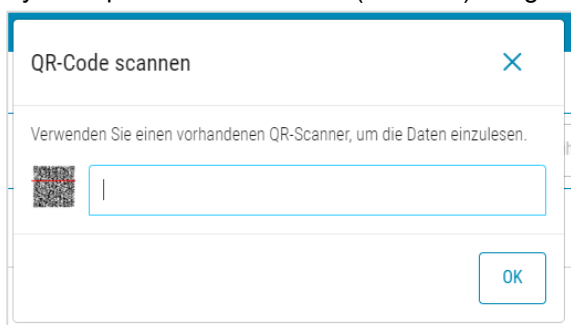 QR-Code scannen
Verwenden Sie einen vorhandenen QR-Scanner, um die Daten einzulesen.
OK